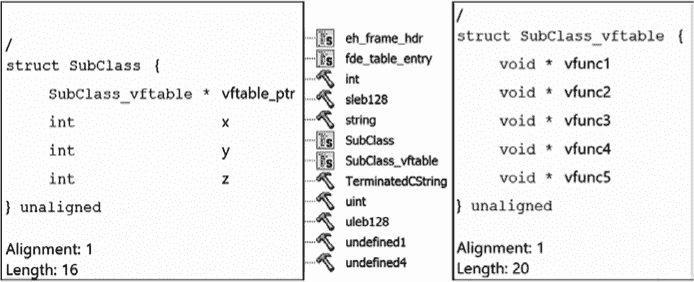 /
struct SubClass {
SubClass_vftable * vftable_ptr
int x
int y
int z
} unaligned
Alignment: 1
Length: 16
eh_frame_hdr
fde_table_entry
int
sleb128
string
SubClass
SubClass_vftable
TerminatedCString
uint
uleb128
undefined1
undefined4
/
struct SubClass_vftable {
void * vfunc1
void * vfunc2
void * vfunc3
void * vfunc4
void * vfunc5
} unaligned
Alignment: 1
Length: 20